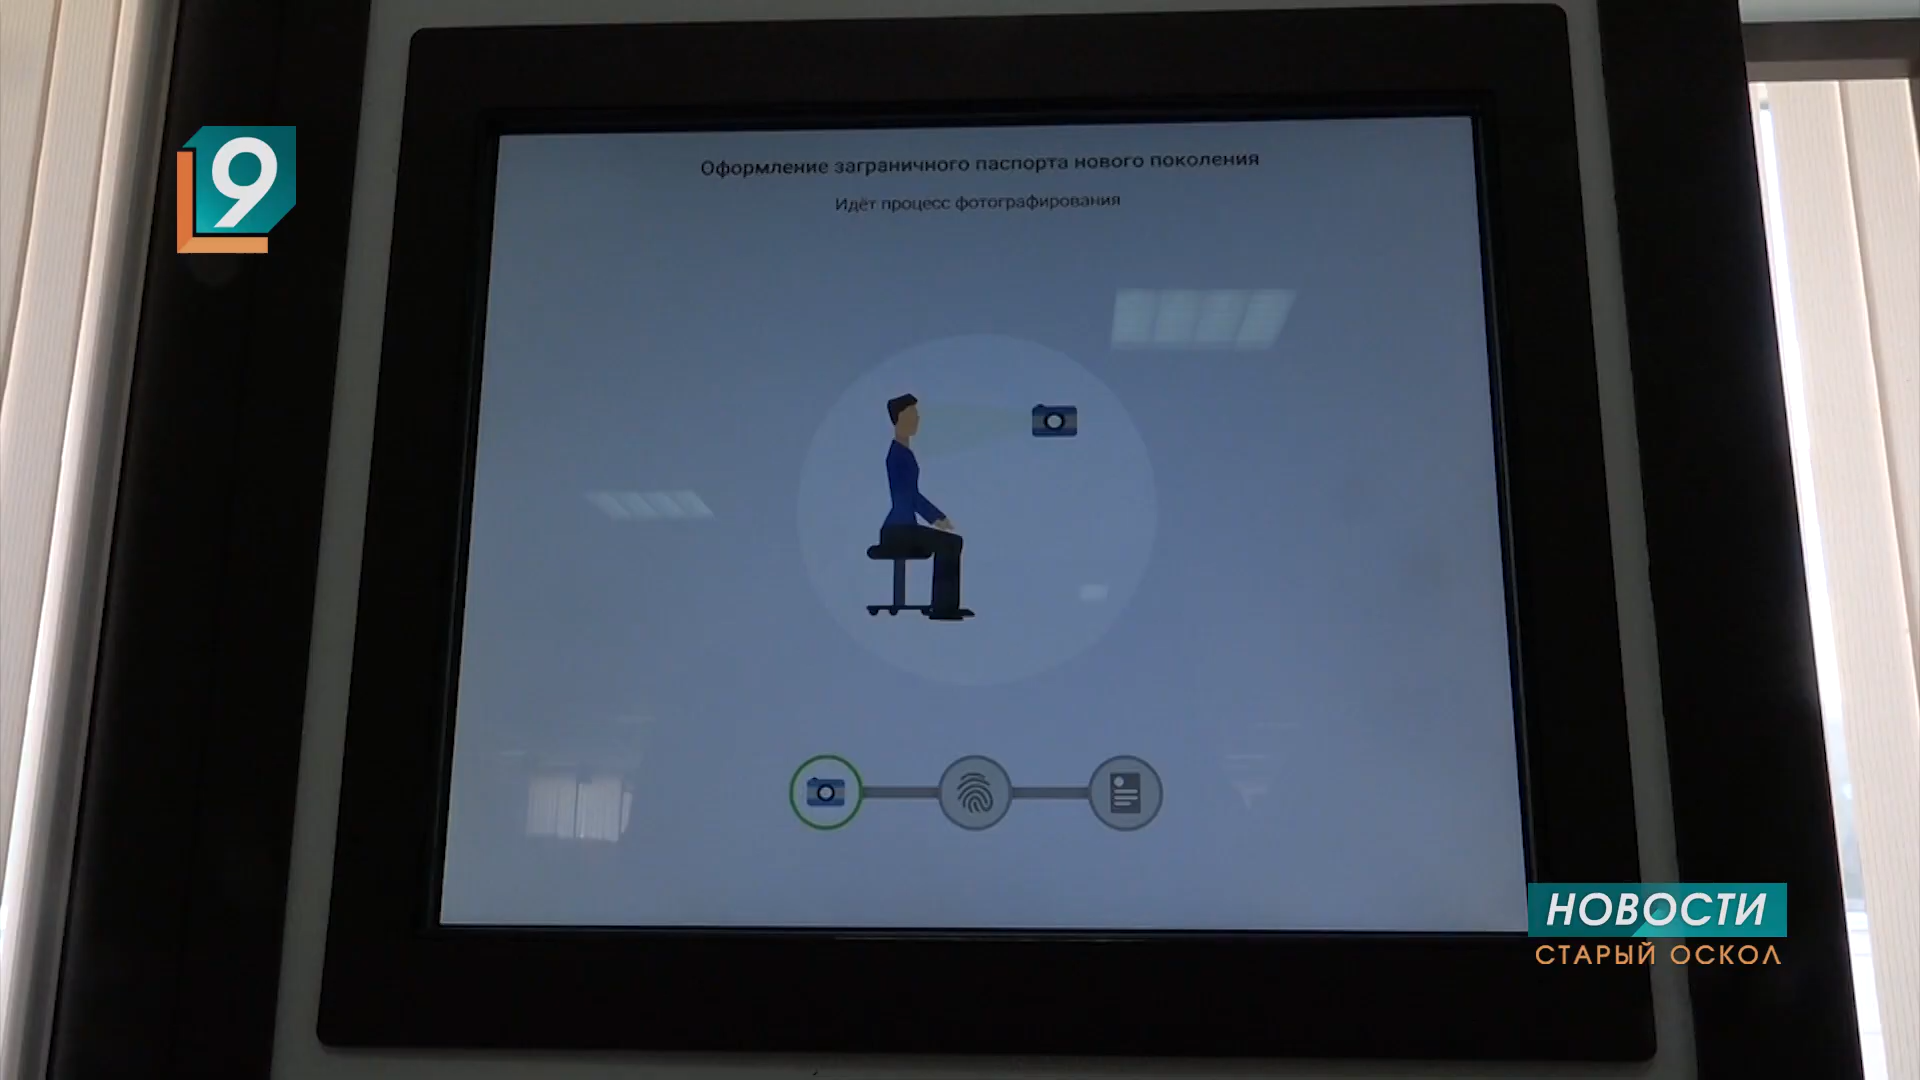 9
Оформление заграничного паспорта нового поколения
Идёт процесс фотографирования
НОВОСТИ
СТАРЫЙ ОСКОЛ